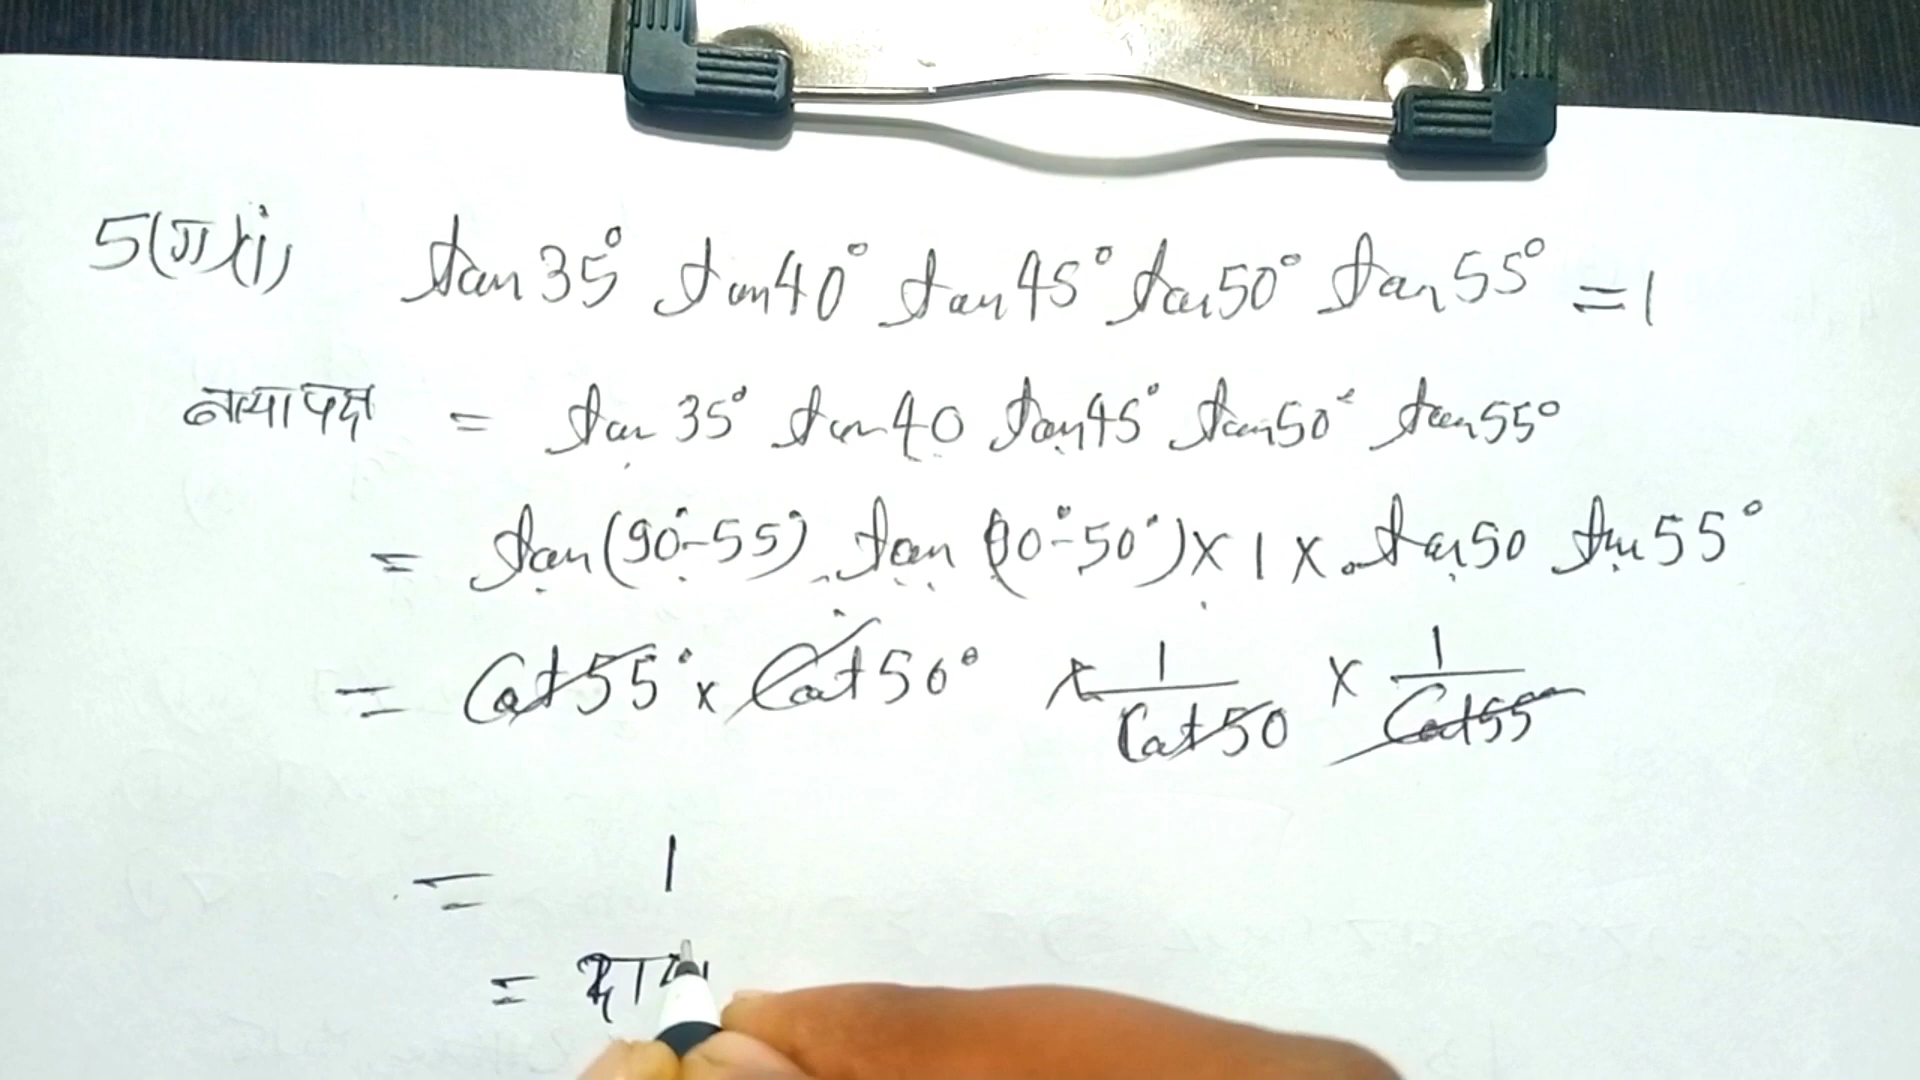 5(ग)(i) tan 35° tan 40° tan 45° tan 50° tan 55° = 1
बायाँ पक्ष = tan 35° tan 40 tan 45° tan 50° tan 55°
= tan (90°-55°) tan (90°-50°) × 1 × tan 50 tan 55°
= Cot 55° × Cot 50° × 1/Cot 50 × 1/Cot 55
= 1
=